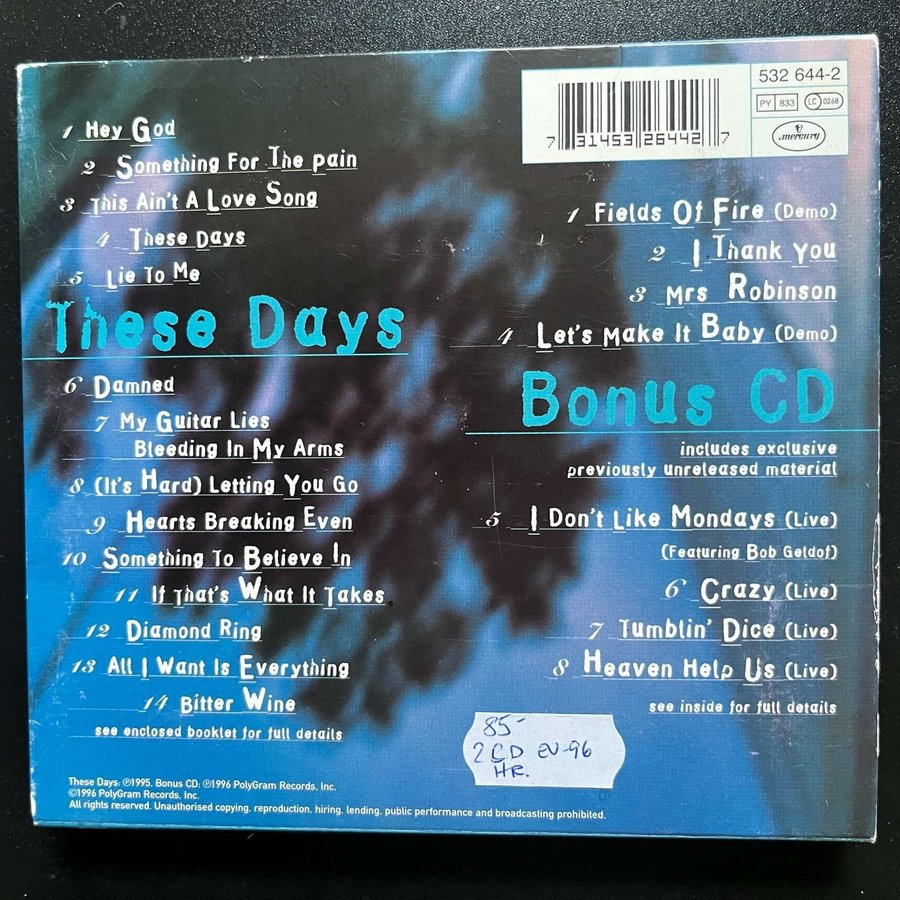 1 Hey God
2 Something For The Pain
3 This Ain't A Love Song
4 These Days
5 Lie To Me
These Days
6 Damned
7 My Guitar Lies
Bleeding In My Arms
8 (It's Hard) Letting You Go
9 Hearts Breaking Even
10 Something To Believe In
11 If That's What It Takes
12 Diamond Ring
13 All I Want Is Everything
14 Bitter Wine
see enclosed booklet for full details
532 644-2
PY 833 LC 0268
7 31453 26442 7
mercury
1 Fields Of Fire (Demo)
2 I Thank You
3 Mrs Robinson
4 Let's Make It Baby (Demo)
Bonus CD
includes exclusive
previously unreleased material
5 I Don't Like Mondays (Live)
(Featuring Bob Geldof)
6 Crazy (Live)
7 Tumblin' Dice (Live)
8 Heaven Help Us (Live)
see inside for full details
85-
2CD EU-96
HR.
These Days: ℗1995, Bonus CD: ℗1996 PolyGram Records, Inc.
©1996 PolyGram Records, Inc.
All rights reserved. Unauthorised copying, reproduction, hiring, lending, public performance and broadcasting prohibited.